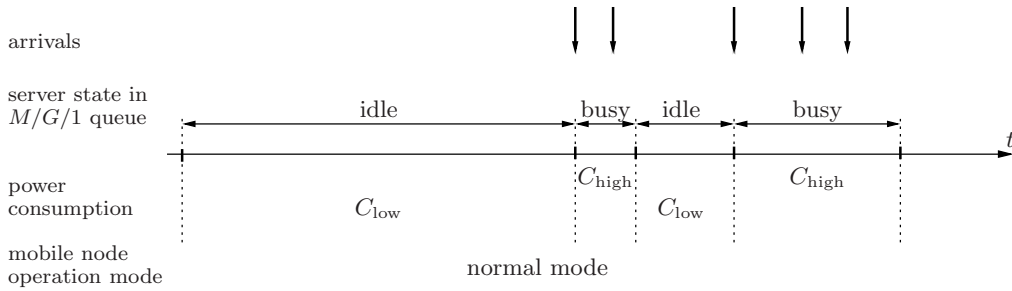 arrivals
server state in
M/G/1 queue
idle busy idle busy
t
power
consumption
C_low C_high C_low C_high
mobile node
operation mode
normal mode